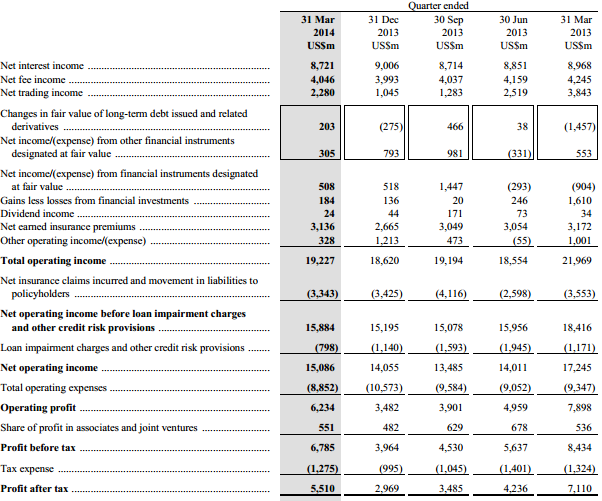 Quarter ended
31 Mar 31 Dec 30 Sep 30 Jun 31 Mar
2014 2013 2013 2013 2013
US$m US$m US$m US$m US$m
Net interest income ........ 8,721 9,006 8,714 8,851 8,968
Net fee income ........ 4,046 3,993 4,037 4,159 4,245
Net trading income ........ 2,280 1,045 1,283 2,519 3,843
Changes in fair value of long-term debt issued and related
derivatives ........ 203 (275) 466 38 (1,457)
Net income/(expense) from other financial instruments
designated at fair value ........ 305 793 981 (331) 553
Net income/(expense) from financial instruments designated
at fair value ........ 508 518 1,447 (293) (904)
Gains less losses from financial investments ........ 184 136 20 246 1,610
Dividend income ........ 24 44 171 73 34
Net earned insurance premiums ........ 3,136 2,665 3,049 3,054 3,172
Other operating income/(expense) ........ 328 1,213 473 (55) 1,001
Total operating income ........ 19,227 18,620 19,194 18,554 21,969
Net insurance claims incurred and movement in liabilities to
policyholders ........ (3,343) (3,425) (4,116) (2,598) (3,553)
Net operating income before loan impairment charges
and other credit risk provisions ........ 15,884 15,195 15,078 15,956 18,416
Loan impairment charges and other credit risk provisions ........ (798) (1,140) (1,593) (1,945) (1,171)
Net operating income ........ 15,086 14,055 13,485 14,011 17,245
Total operating expenses ........ (8,852) (10,573) (9,584) (9,052) (9,347)
Operating profit ........ 6,234 3,482 3,901 4,959 7,898
Share of profit in associates and joint ventures ........ 551 482 629 678 536
Profit before tax ........ 6,785 3,964 4,530 5,637 8,434
Tax expense ........ (1,275) (995) (1,045) (1,401) (1,324)
Profit after tax ........ 5,510 2,969 3,485 4,236 7,110